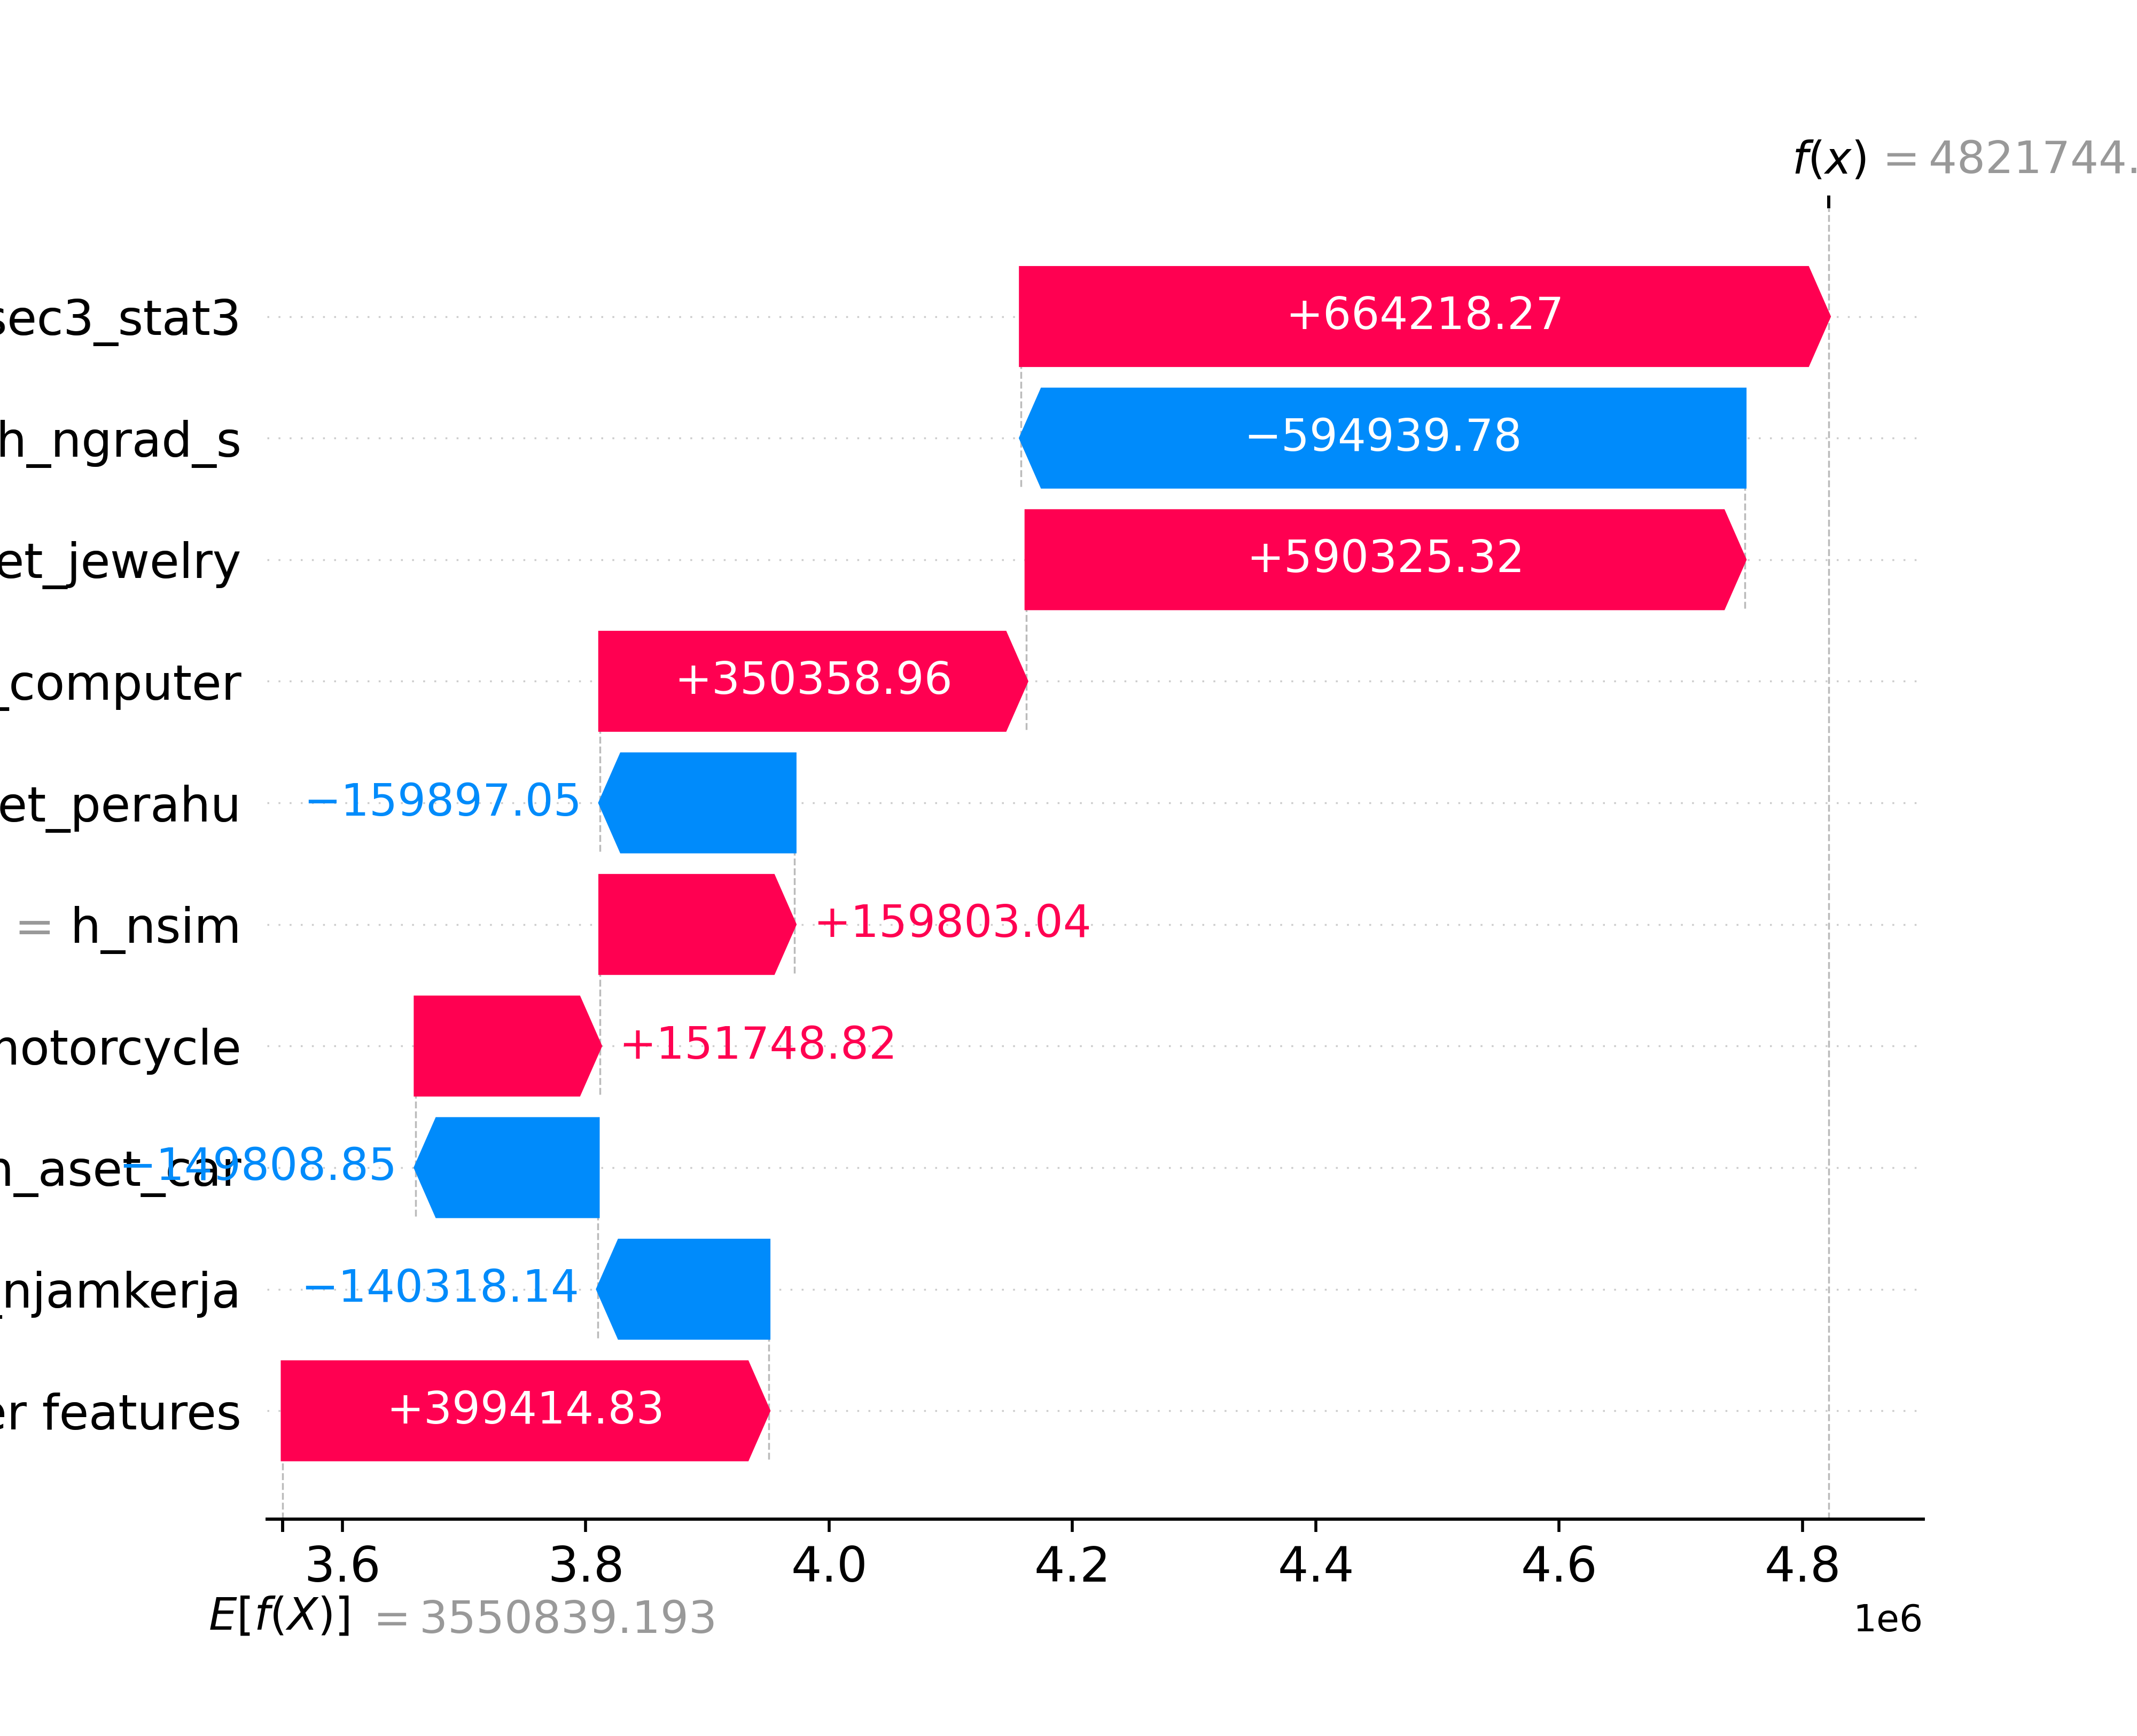 f(x) = 4821744.
sec3_stat3
+664218.27
h_ngrad_s
−594939.78
et_jewelry
+590325.32
_computer
+350358.96
et_perahu
−159897.05
= h_nsim
+159803.04
notorcycle
+151748.82
h_aset_car
−149808.85
njamkerja
−140318.14
er features
+399414.83
3.6 3.8 4.0 4.2 4.4 4.6 4.8
E[f(X)] = 3550839.193
1e6